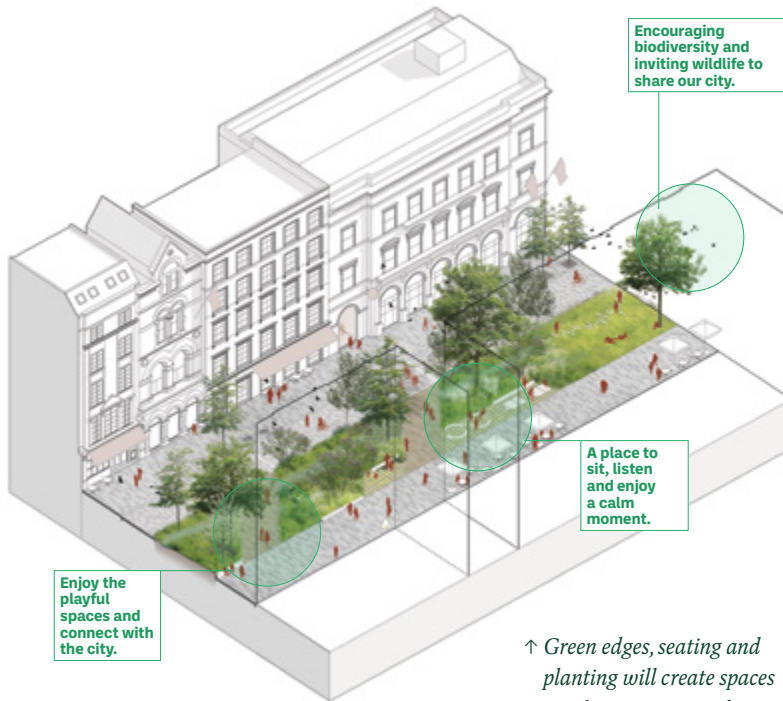 Encouraging
biodiversity and
inviting wildlife to
share our city.
A place to
sit, listen
and enjoy
a calm
moment.
Enjoy the
playful
spaces and
connect with
the city.
↑ Green edges, seating and
planting will create spaces